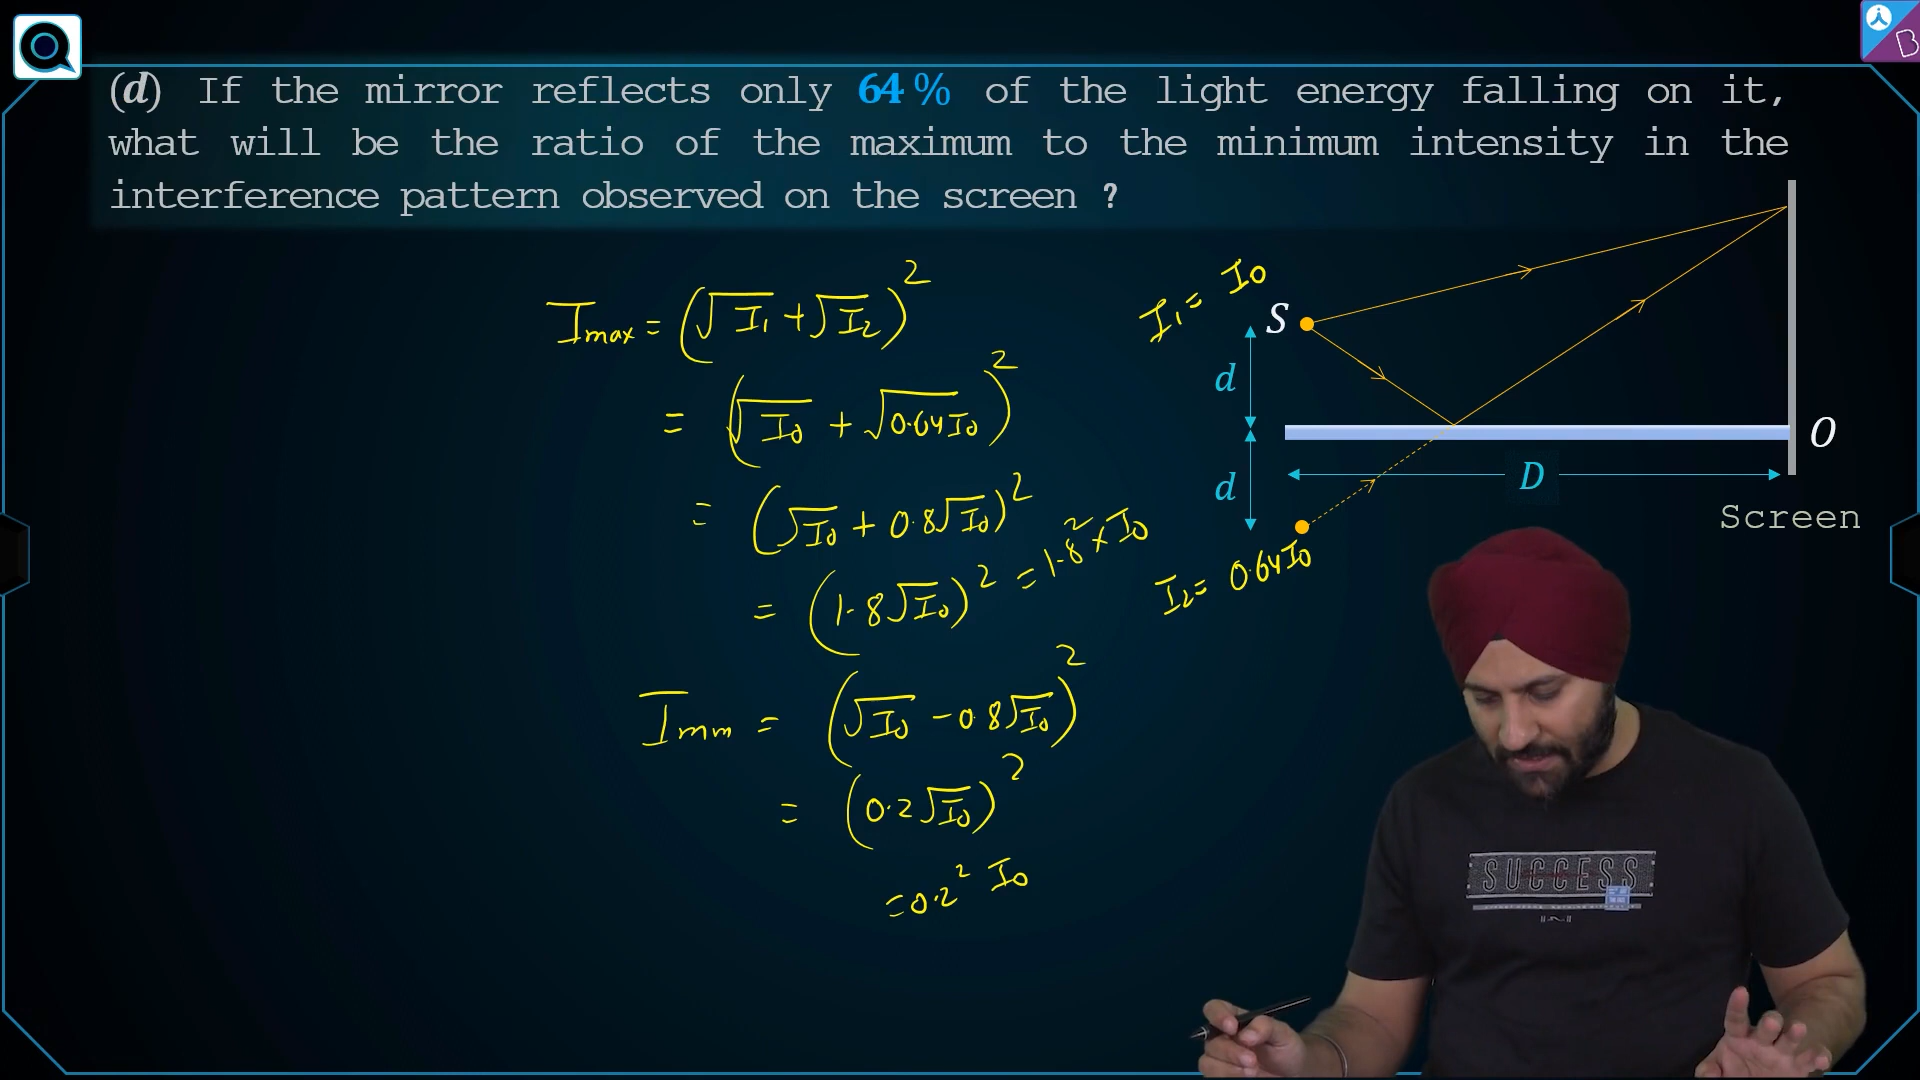 (d) If the mirror reflects only 64 % of the light energy falling on it,
what will be the ratio of the maximum to the minimum intensity in the
interference pattern observed on the screen ?
Imax = (√I₁ + √I₂)²
= (√I₀ + √0.64I₀)²
= (√I₀ + 0.8√I₀)²
= (1.8√I₀)² = 1.8² × I₀
Imin = (√I₀ - 0.8√I₀)²
= (0.2√I₀)²
= 0.2² I₀
I₁ = I₀
S
d
d
D
O
Screen
I₂ = 0.64I₀
SUCCESS
B